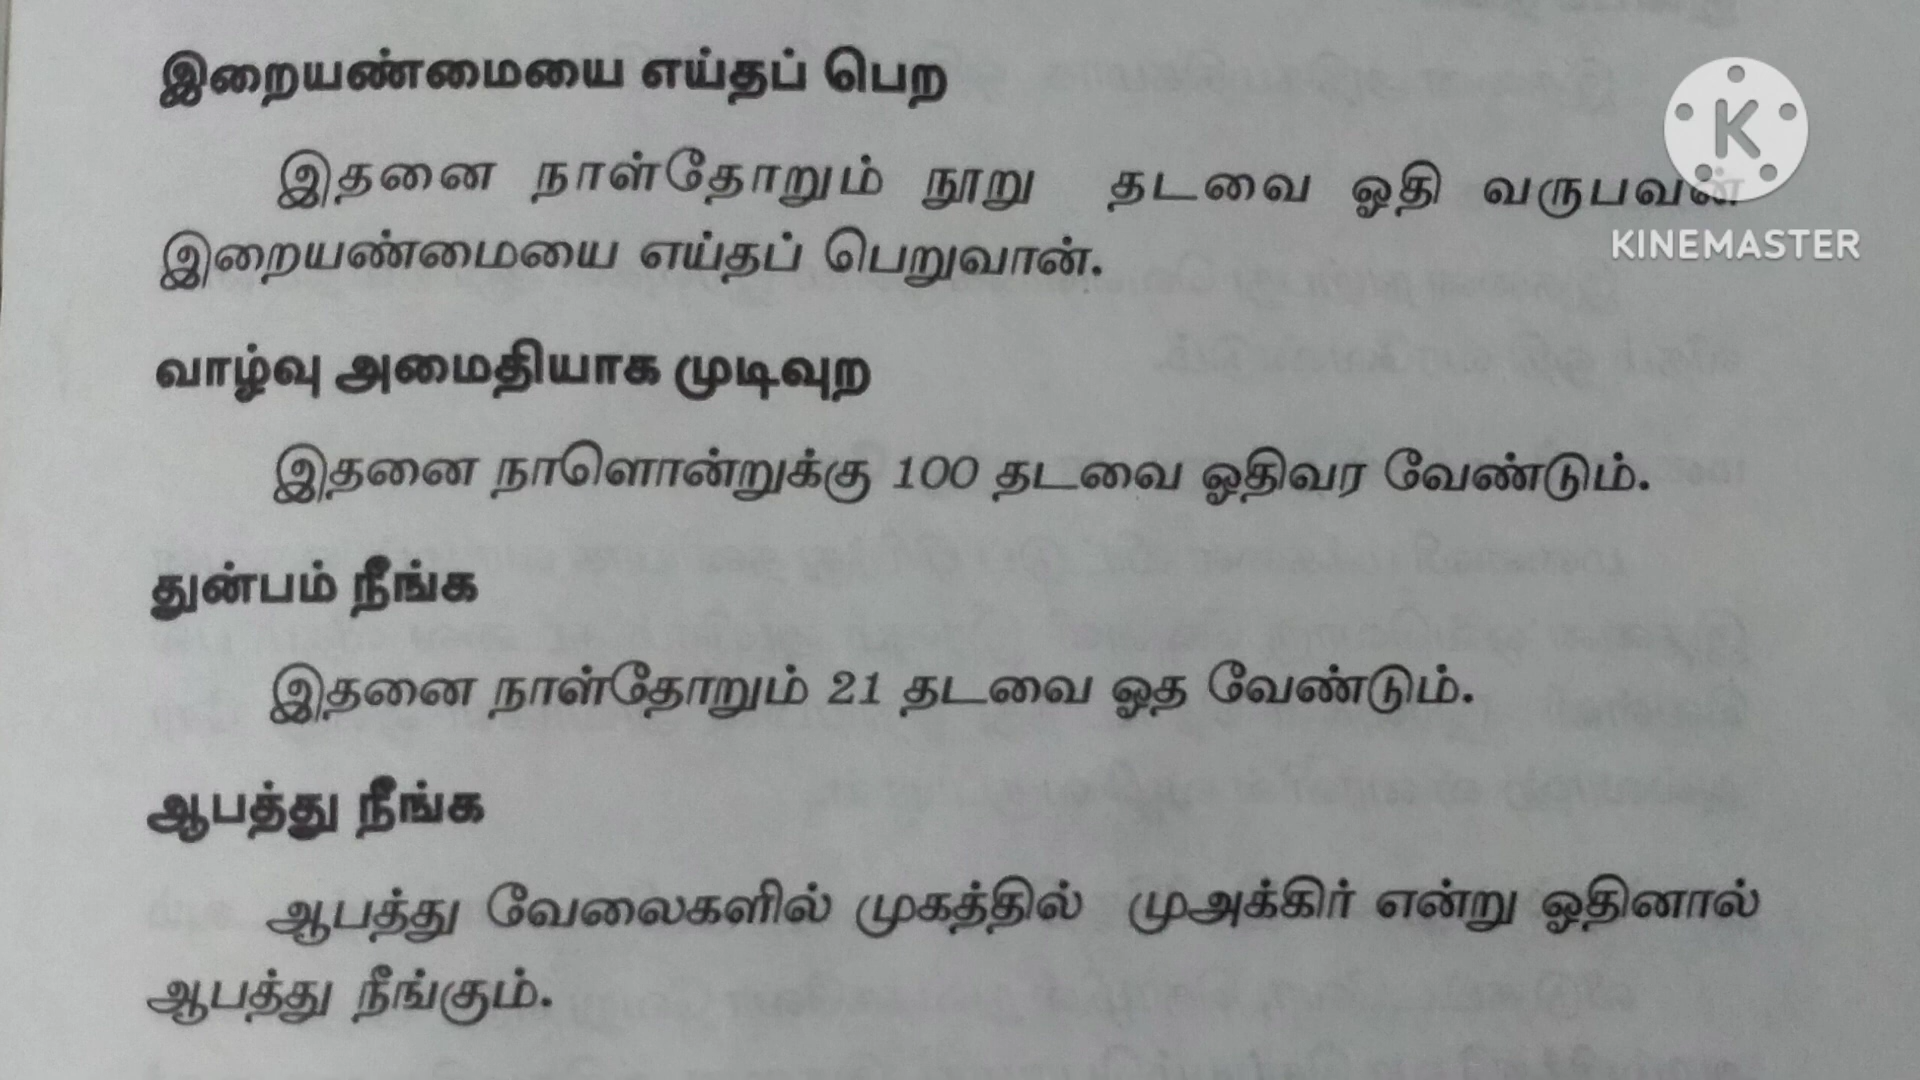 இறையண்மையை எய்தப் பெற
இதனை நாள்தோறும் நூறு தடவை ஓதி வருபவன்
இறையண்மையை எய்தப் பெறுவான்.
வாழ்வு அமைதியாக முடிவுற
இதனை நாளொன்றுக்கு 100 தடவை ஓதிவர வேண்டும்.
துன்பம் நீங்க
இதனை நாள்தோறும் 21 தடவை ஓத வேண்டும்.
ஆபத்து நீங்க
ஆபத்து வேலைகளில் முகத்தில் முஅக்கிர் என்று ஓதினால்
ஆபத்து நீங்கும்.
K
KINEMASTER